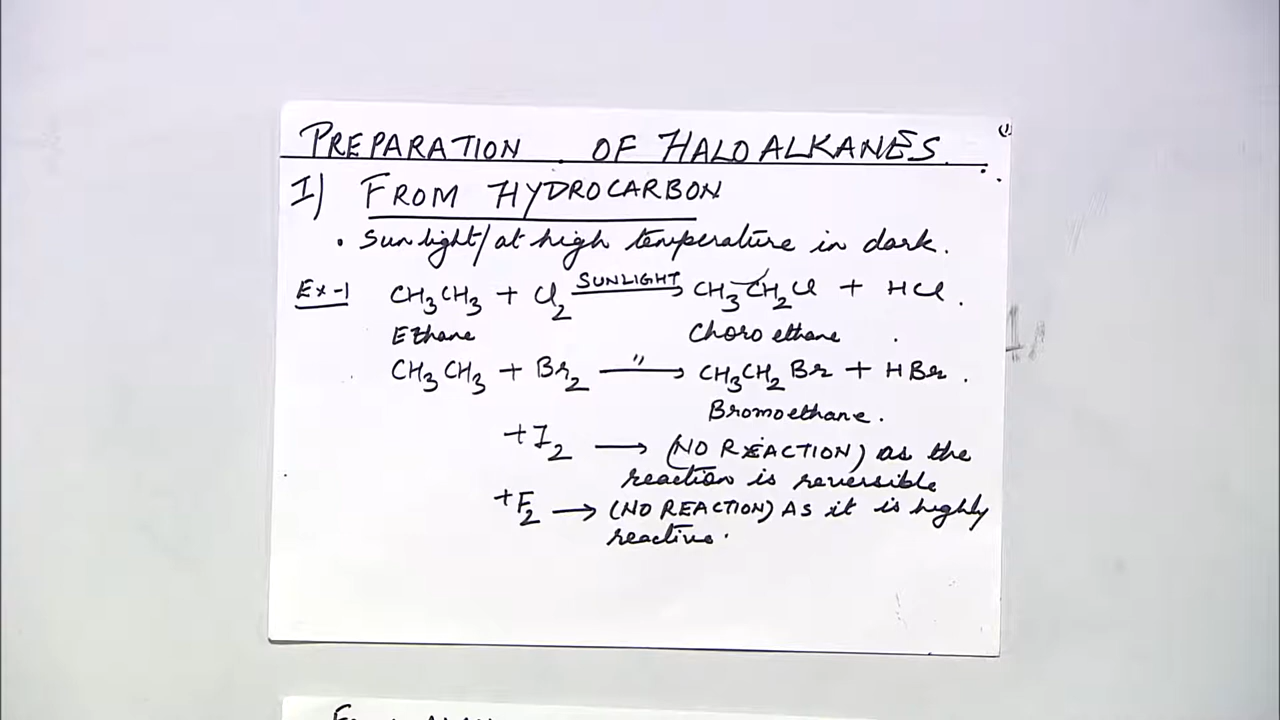 (1)
PREPARATION OF HALOALKANES
I) FROM HYDROCARBON
• Sunlight/at high temperature in dark.
Ex-1 CH3CH3 + Cl2 SUNLIGHT→ CH3CH2Cl + HCl.
Ethane Choro ethane
CH3CH3 + Br2 —"→ CH3CH2Br + HBr.
Bromoethane.
+I2 → (NO REACTION) as the
reaction is reversible
+F2 → (NO REACTION) As it is highly
reactive.